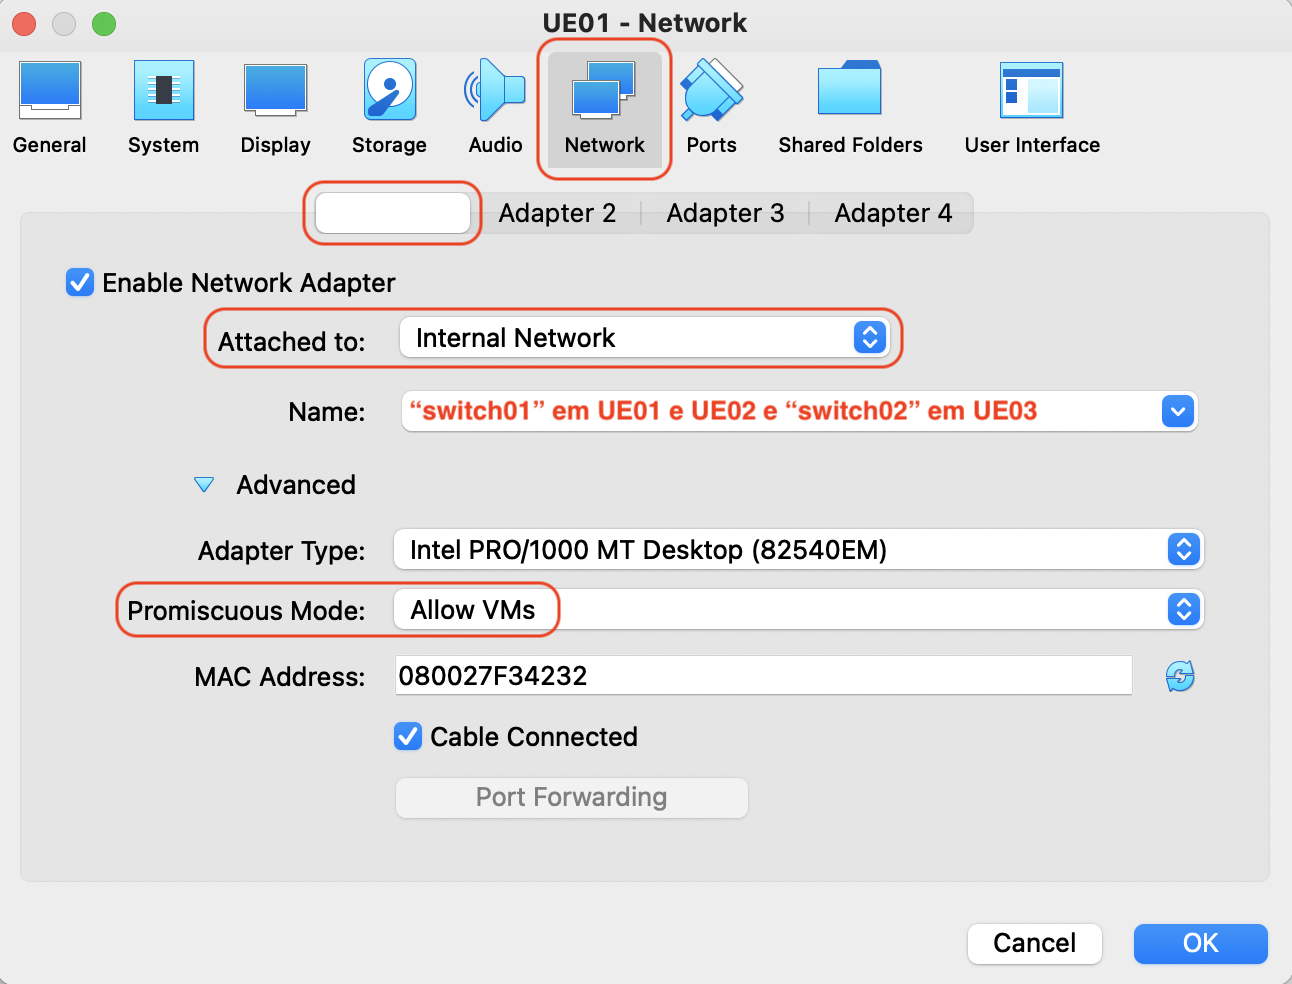 UE01 - Network
General System Display Storage Audio Network Ports Shared Folders User Interface
Adapter 2 Adapter 3 Adapter 4
Enable Network Adapter
Attached to: Internal Network
Name: “switch01” em UE01 e UE02 e “switch02” em UE03
Advanced
Adapter Type: Intel PRO/1000 MT Desktop (82540EM)
Promiscuous Mode: Allow VMs
MAC Address: 080027F34232
Cable Connected
Port Forwarding
Cancel OK